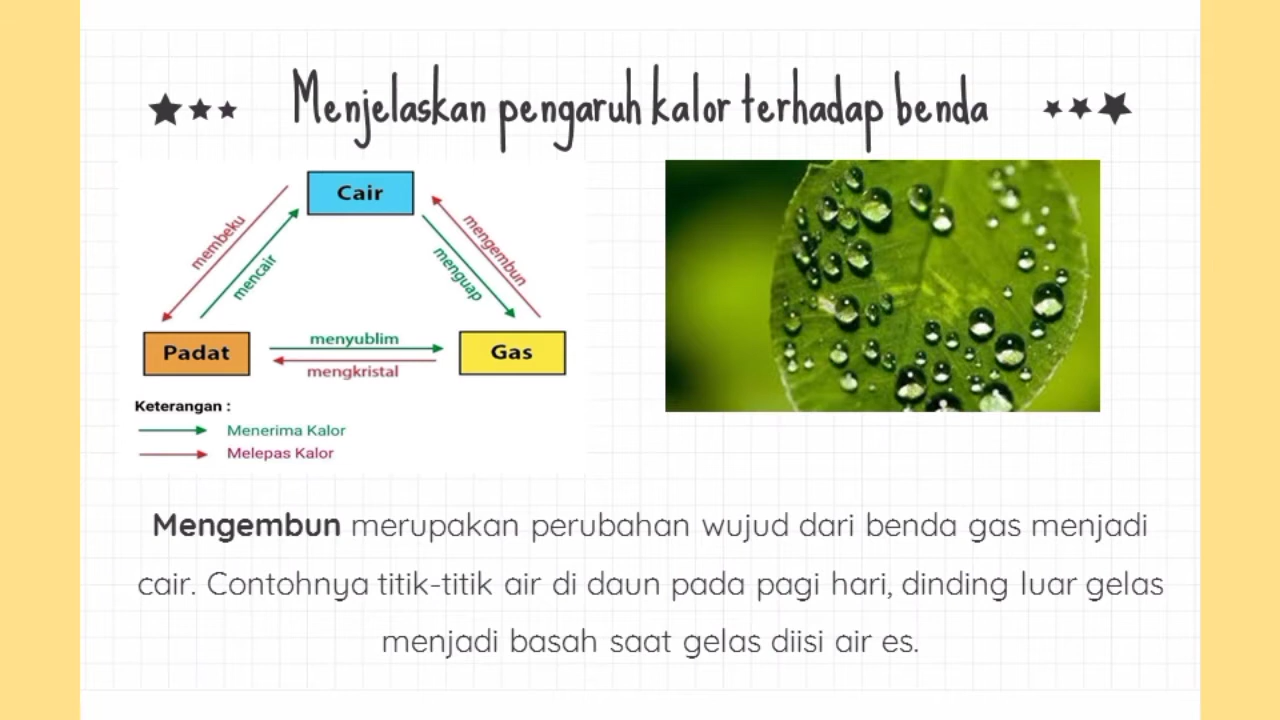 Menjelaskan pengaruh kalor terhadap benda
Cair
membeku
mencair
mengembun
menguap
Padat
menyublim
mengkristal
Gas
Keterangan :
Menerima Kalor
Melepas Kalor
Mengembun merupakan perubahan wujud dari benda gas menjadi
cair. Contohnya titik-titik air di daun pada pagi hari, dinding luar gelas
menjadi basah saat gelas diisi air es.